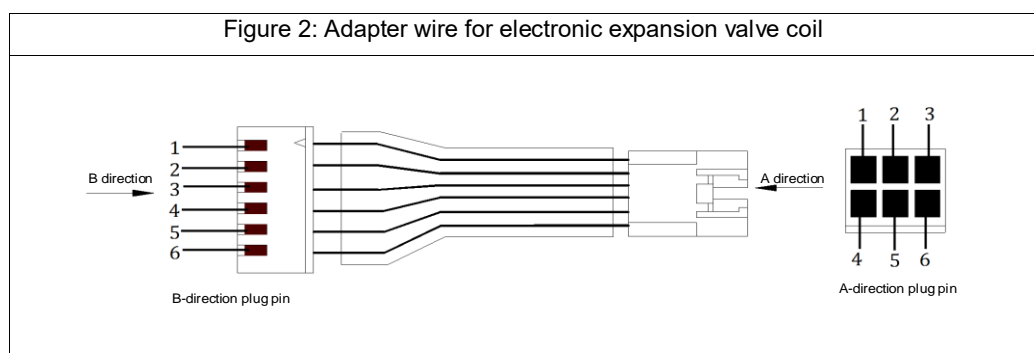 Figure 2: Adapter wire for electronic expansion valve coil
1 2 3
1
2
3
4
5
6
B direction
A direction
4 5 6
B-direction plug pin
A-direction plug pin